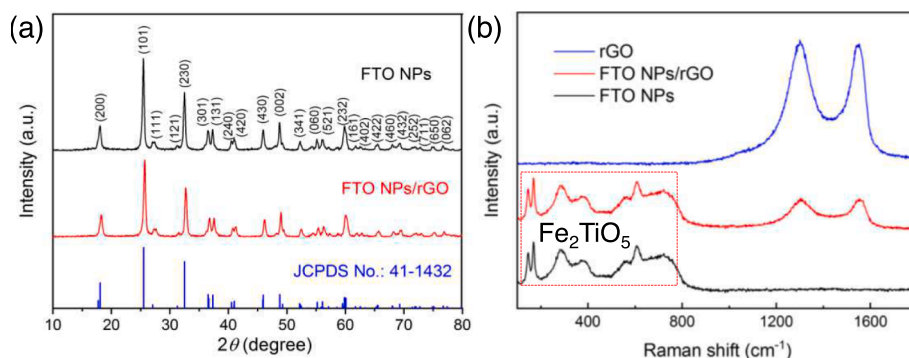 (a)
Intensity (a.u.)
FTO NPs
(200)
(101)
(111)
(121)
(230)
(301)
(131)
(240)
(420)
(430)
(002)
(341)
(060)
(521)
(232)
(161)
(402)
(422)
(460)
(432)
(252)
(711)
(650)
(062)
FTO NPs/rGO
JCPDS No.: 41-1432
10 20 30 40 50 60 70 80
2θ (degree)
(b)
Intensity (a.u.)
rGO
FTO NPs/rGO
FTO NPs
Fe₂TiO₅
400 800 1200 1600
Raman shift (cm⁻¹)